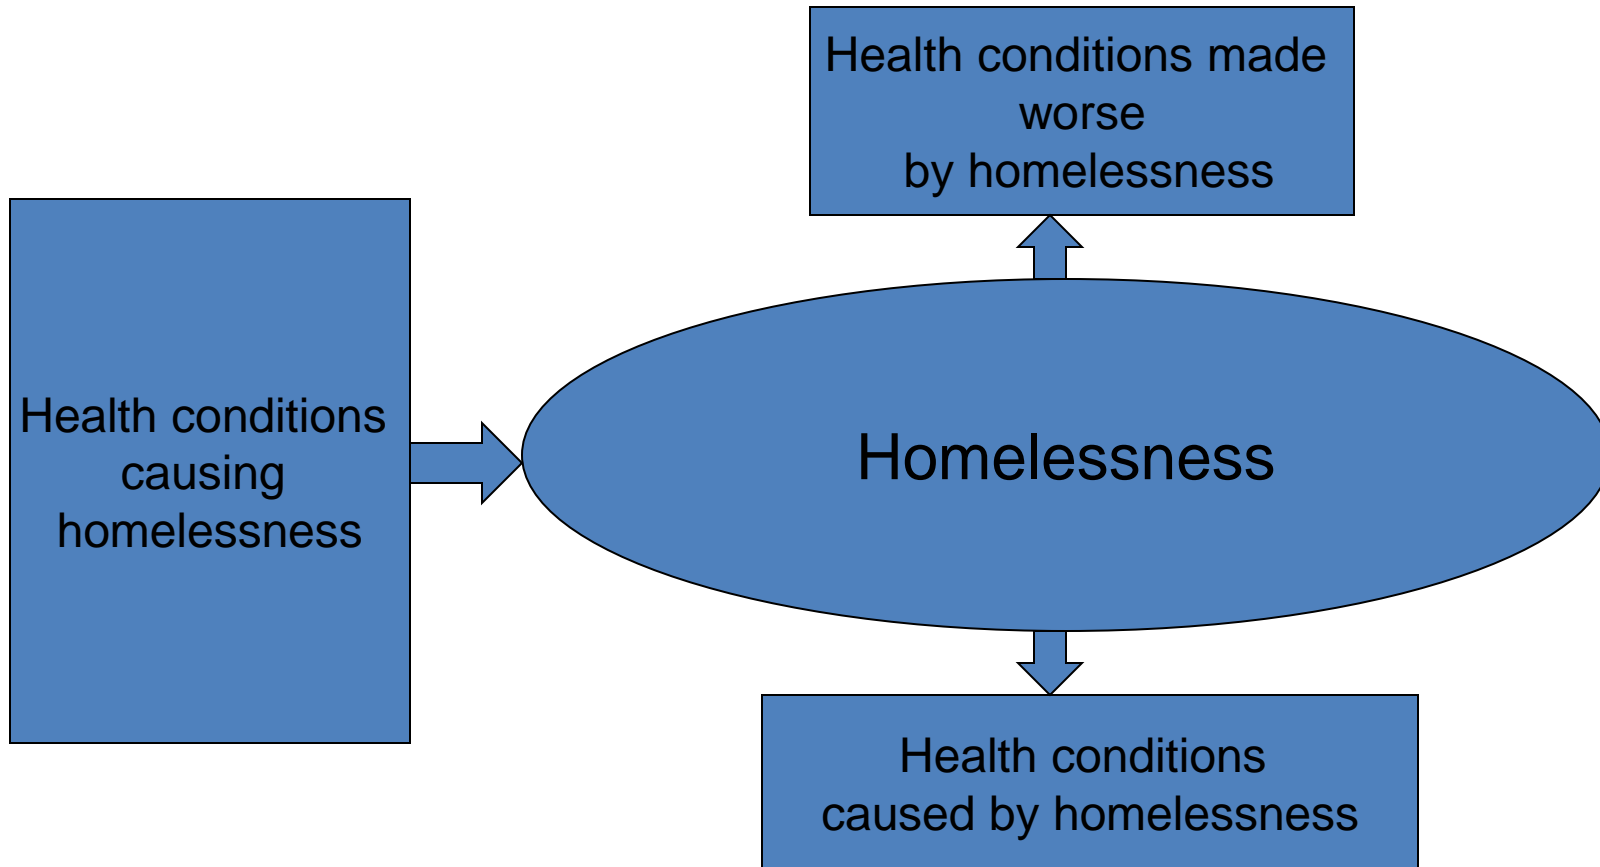 Health conditions made
worse
by homelessness
Health conditions
causing
homelessness
Homelessness
Health conditions
caused by homelessness